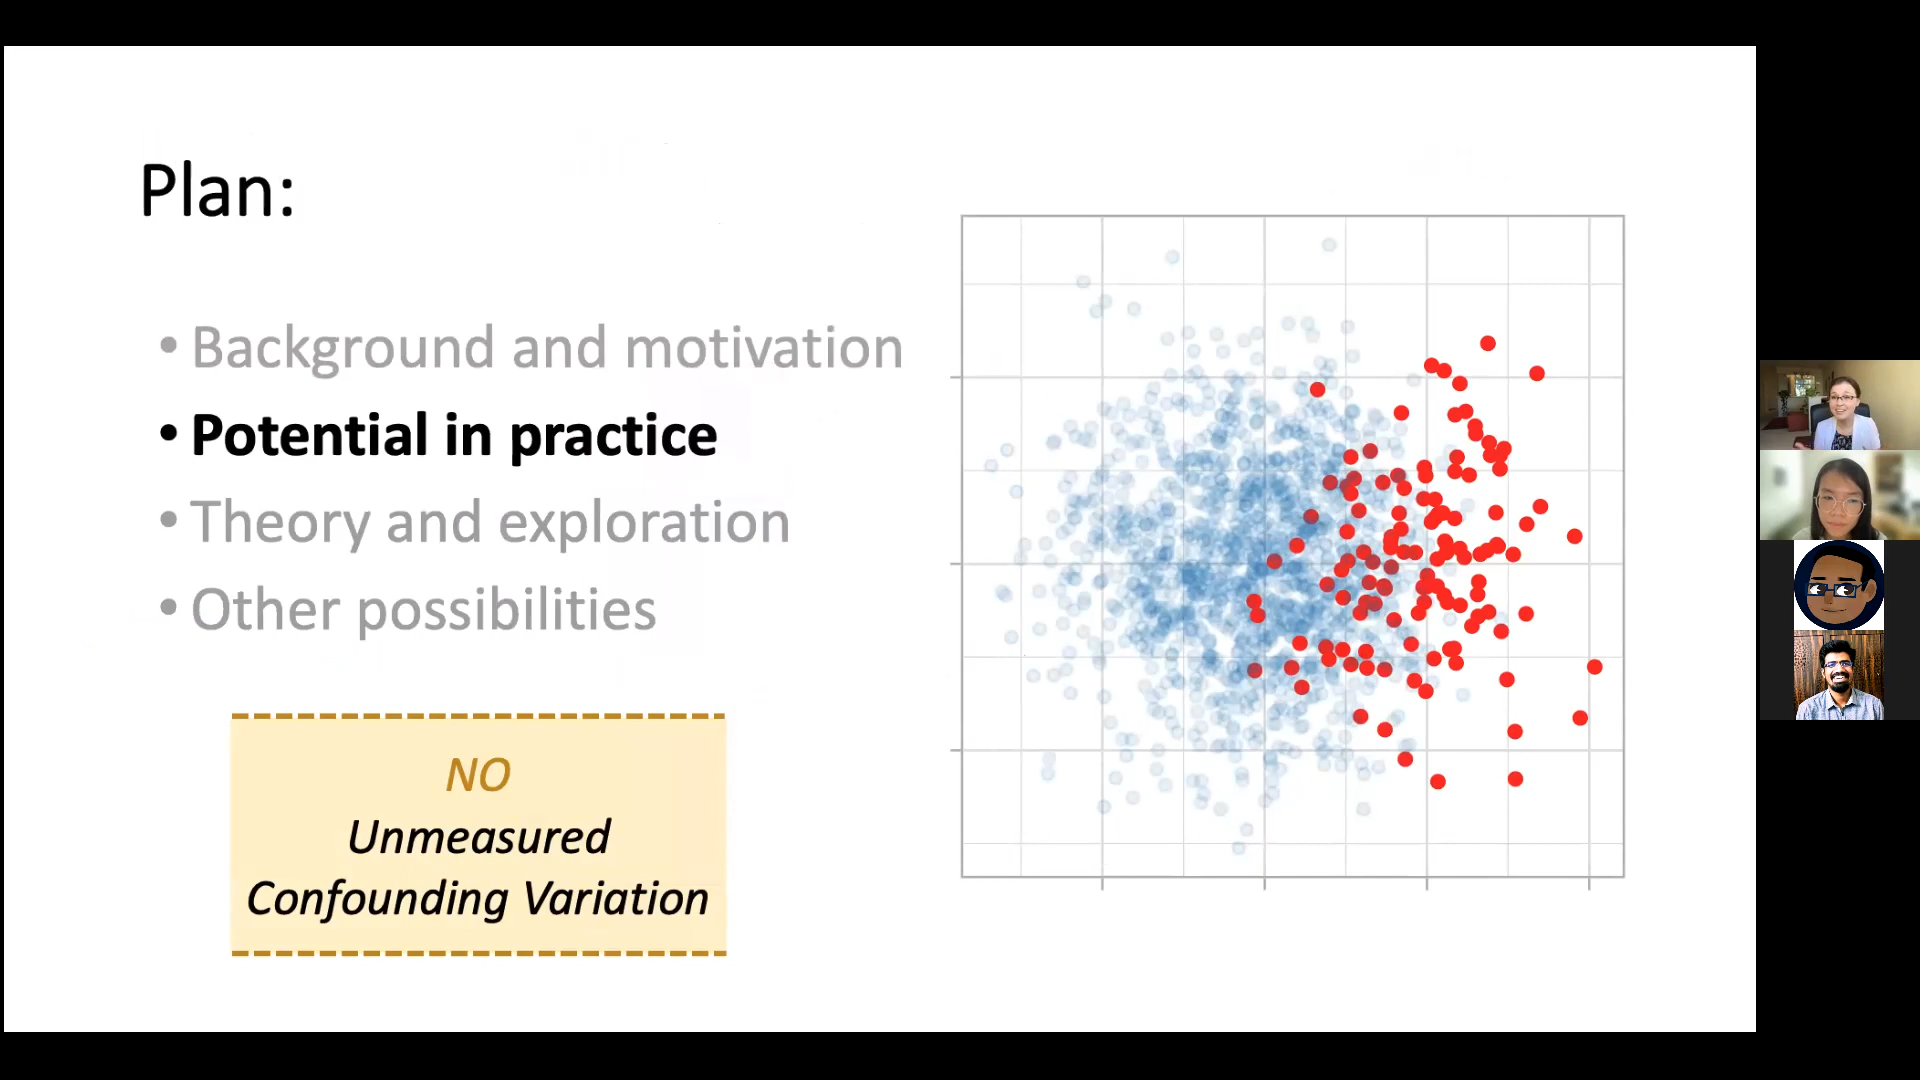 Plan:
• Background and motivation
• Potential in practice
• Theory and exploration
• Other possibilities
NO
Unmeasured
Confounding Variation